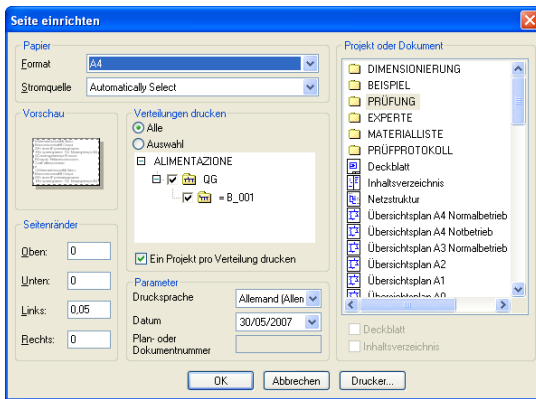 Seite einrichten
Papier
Format
A4
Stromquelle
Automatically Select
Vorschau
Verteilungen drucken
Alle
Auswahl
ALIMENTAZIONE
QG
= B_001
Ein Projekt pro Verteilung drucken
Seitenränder
Oben: 0
Unten: 0
Links: 0,05
Rechts: 0
Parameter
Drucksprache
Allemand (Allen
Datum
30/05/2007
Plan- oder
Dokumentnummer
Projekt oder Dokument
DIMENSIONIERUNG
BEISPIEL
PRÜFUNG
EXPERTE
MATERIALLISTE
PRÜFPROTOKOLL
Deckblatt
Inhaltsverzeichnis
Netzstruktur
Übersichtsplan A4 Normalbetrieb
Übersichtsplan A4 Notbetrieb
Übersichtsplan A3 Normalbetrieb
Übersichtsplan A2
Übersichtsplan A1
Übersichtsplan A0
Deckblatt
Inhaltsverzeichnis
OK
Abbrechen
Drucker...